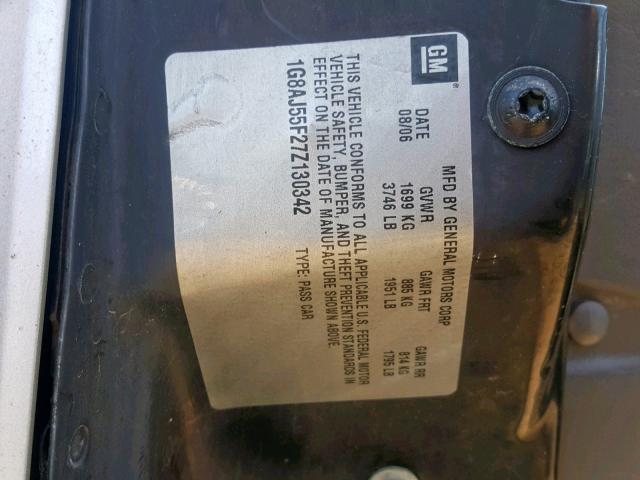 GM
MFD BY GENERAL MOTORS CORP
DATE GVWR GAWR FRT GAWR RR
08/06 1699 KG 885 KG 814 KG
3746 LB 1951 LB 1795 LB
THIS VEHICLE CONFORMS TO ALL APPLICABLE U.S. FEDERAL MOTOR
VEHICLE SAFETY, BUMPER, AND THEFT PREVENTION STANDARDS IN
EFFECT ON THE DATE OF MANUFACTURE SHOWN ABOVE.
1G8AJ55F27Z130342 TYPE: PASS CAR